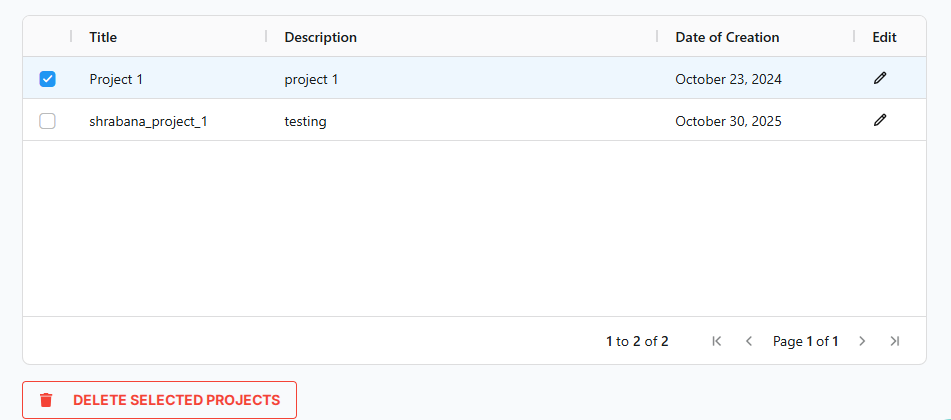 Title Description Date of Creation Edit
Project 1 project 1 October 23, 2024
shrabana_project_1 testing October 30, 2025
1 to 2 of 2 Page 1 of 1
DELETE SELECTED PROJECTS